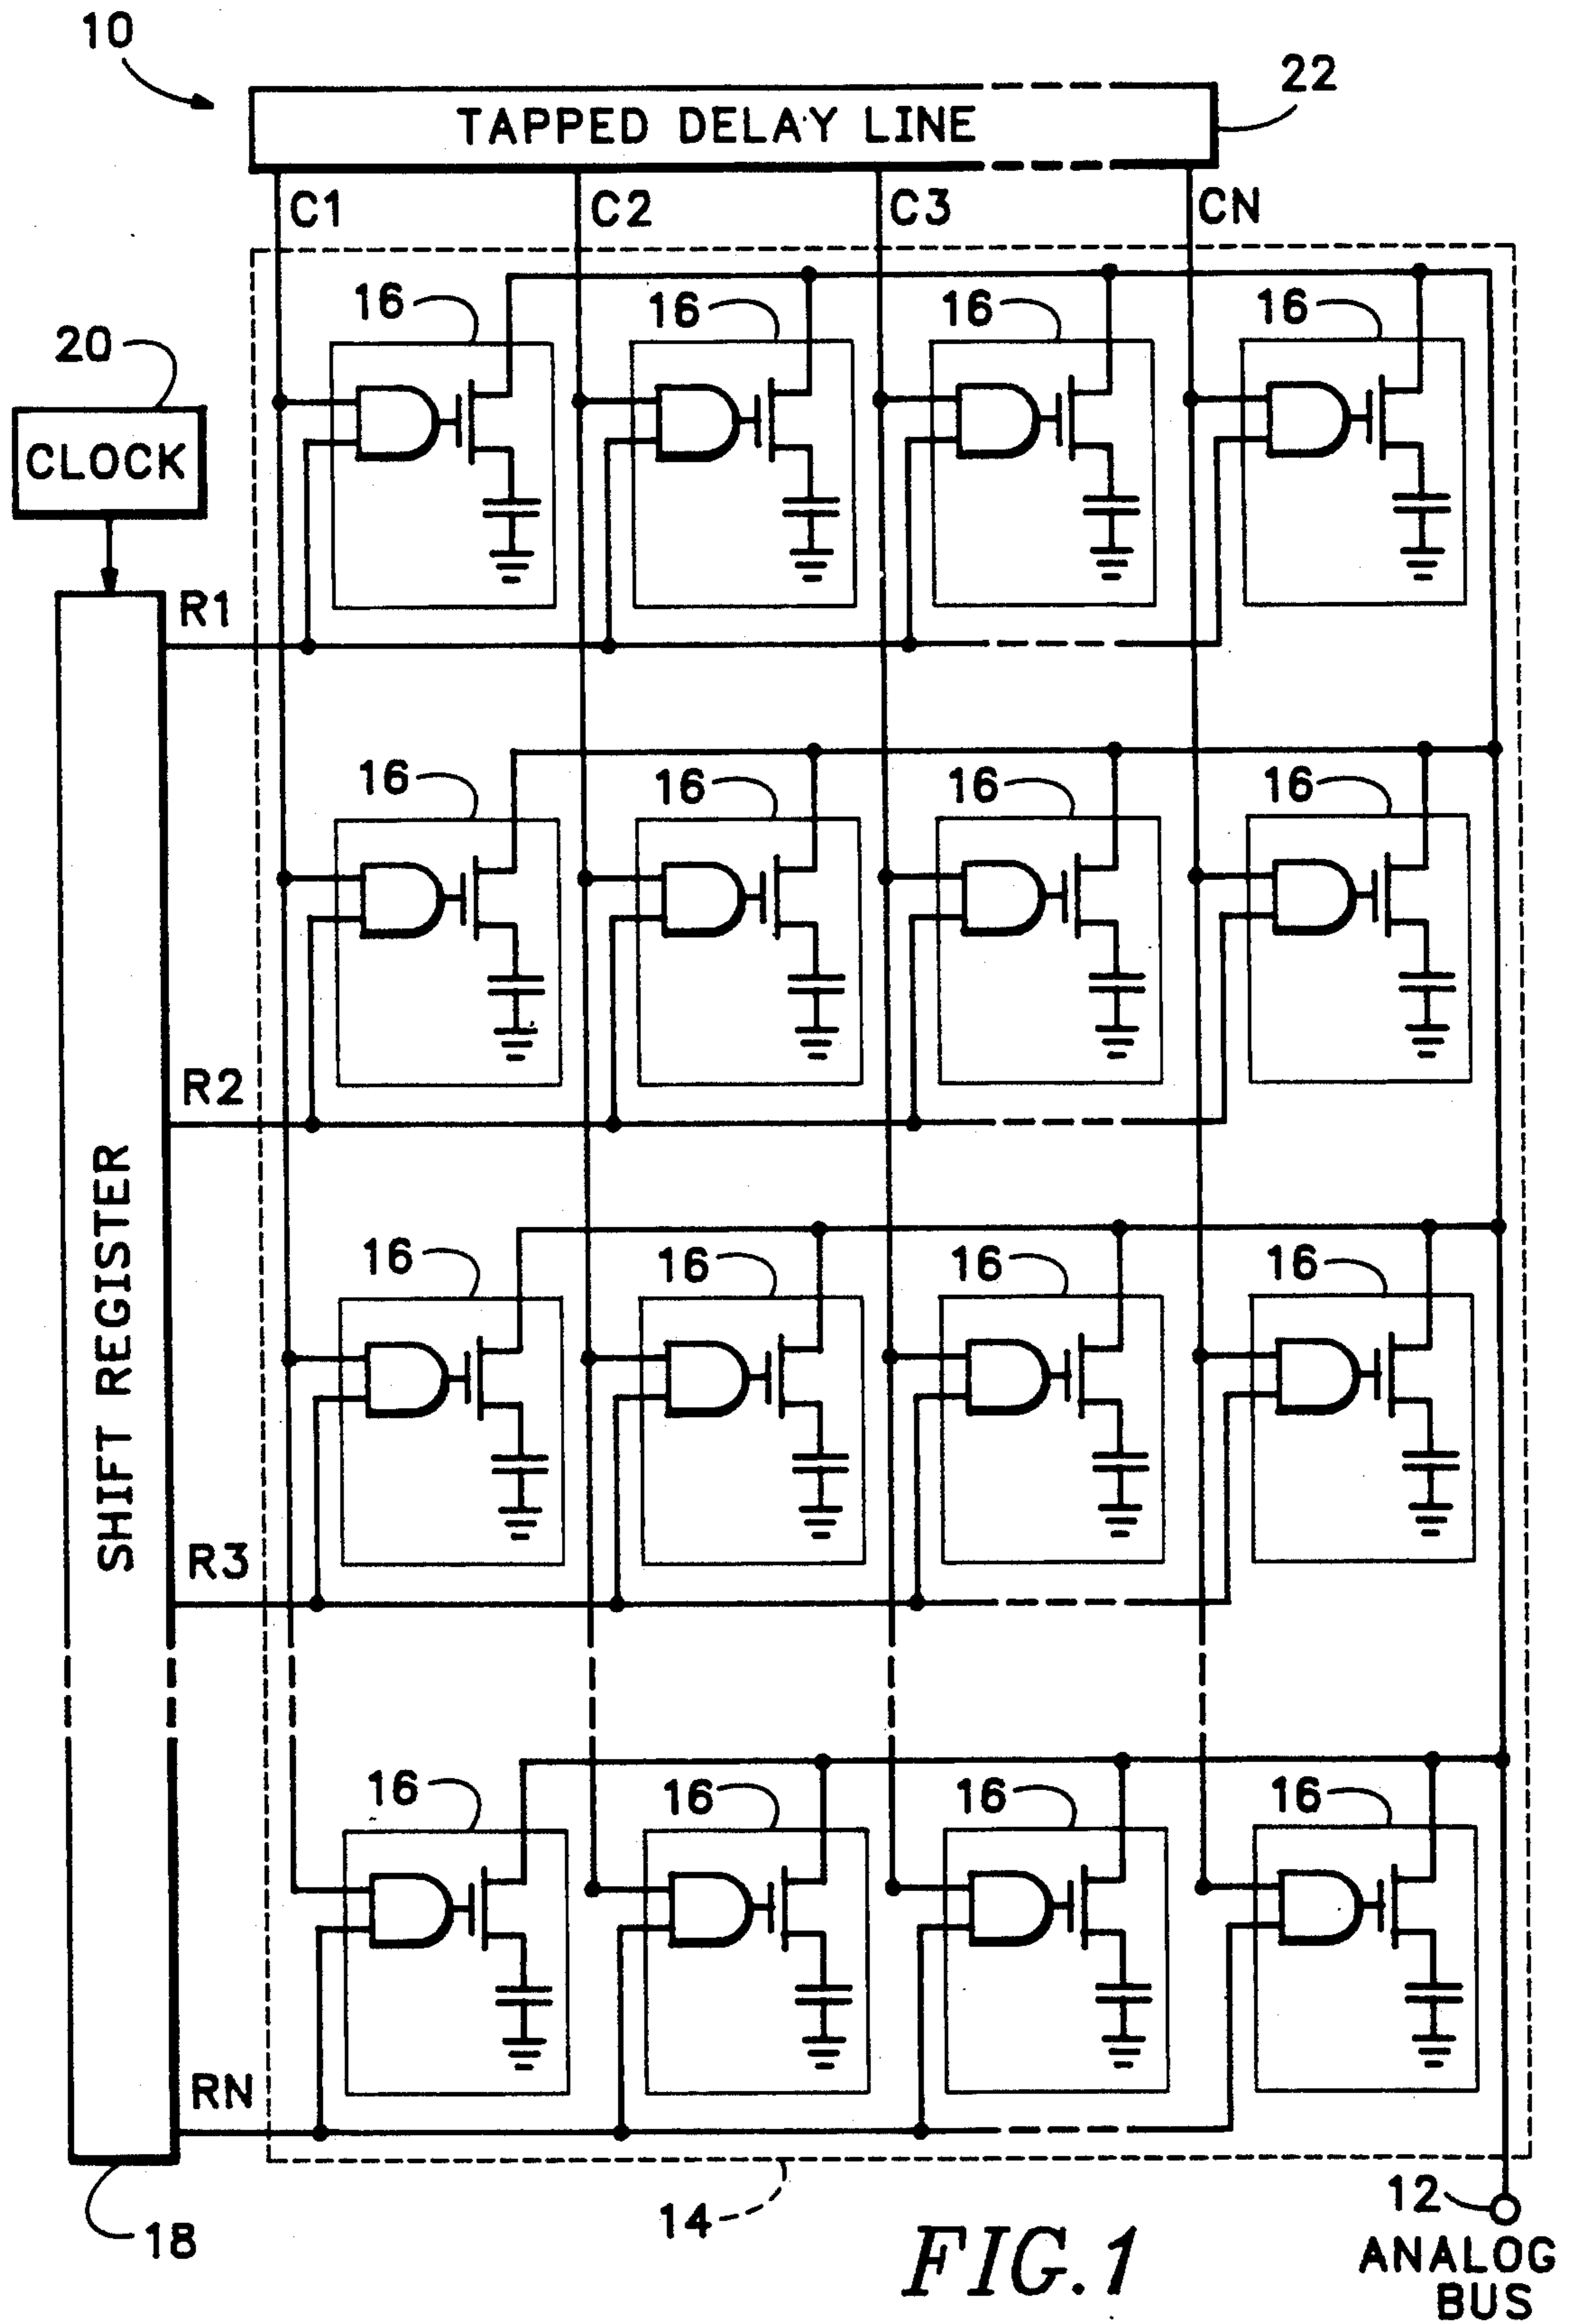 10
22
TAPPED DELAY LINE
C1 C2 C3 CN
16 16 16 16
20
CLOCK
R1
16 16 16 16
R2
SHIFT REGISTER
16 16 16 16
R3
16 16 16 16
RN
18
14
12
FIG.1
ANALOG
BUS